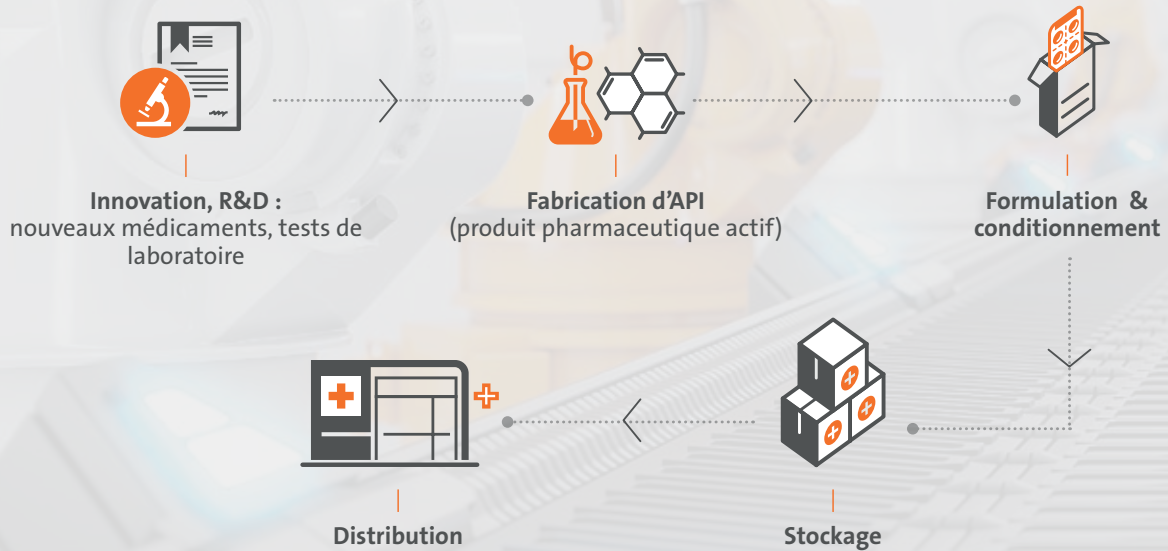 Innovation, R&D :
nouveaux médicaments, tests de
laboratoire
Fabrication d’API
(produit pharmaceutique actif)
Formulation &
conditionnement
Distribution
Stockage